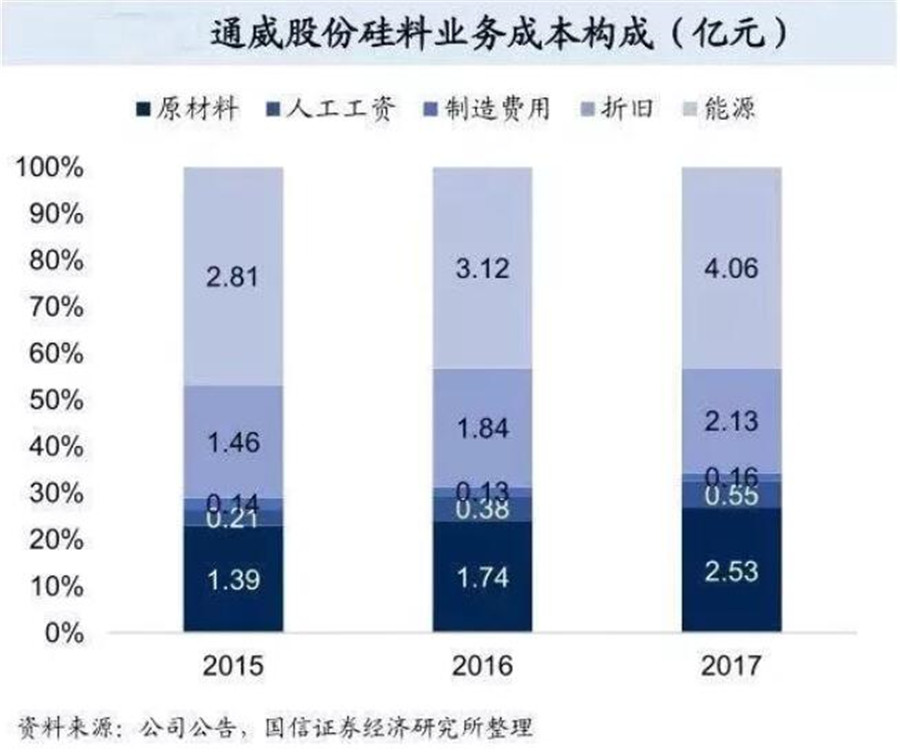 通威股份硅料业务成本构成（亿元）
原材料 人工工资 制造费用 折旧 能源
100%
90%
80%
70%
60%
50%
40%
30%
20%
10%
0%
2.81 3.12 4.06
1.46 1.84 2.13
0.14 0.13 0.16
0.21 0.38 0.55
1.39 1.74 2.53
2015 2016 2017
资料来源：公司公告，国信证券经济研究所整理